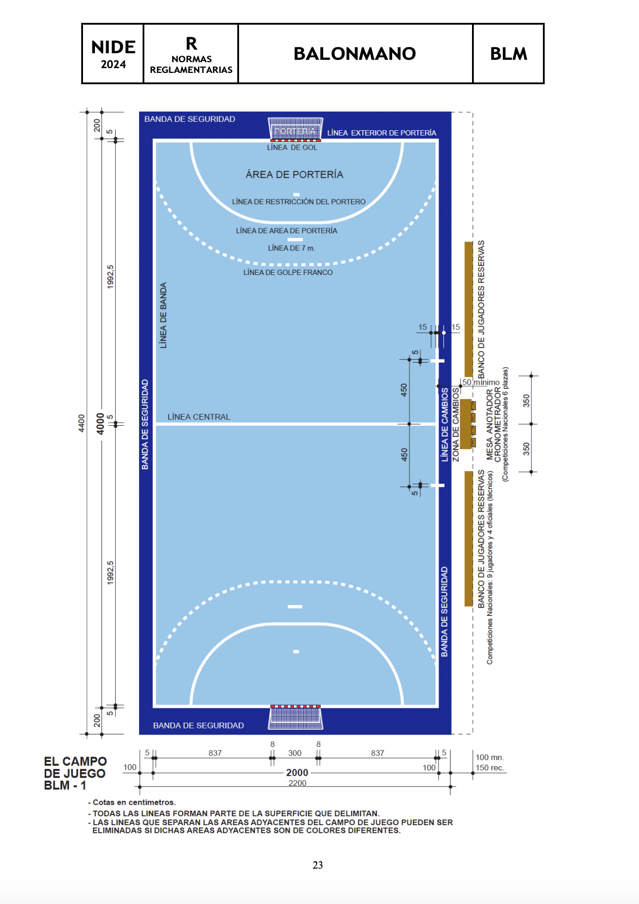 NIDE
2024
R
NORMAS
REGLAMENTARIAS
BALONMANO
BLM
BANDA DE SEGURIDAD
PORTERIA
LÍNEA EXTERIOR DE PORTERÍA
LÍNEA DE GOL
ÁREA DE PORTERÍA
LÍNEA DE RESTRICCIÓN DEL PORTERO
LÍNEA DE AREA DE PORTERÍA
LÍNEA DE 7 m.
LÍNEA DE GOLPE FRANCO
200
5
1992,5
4400
4000
5
1992,5
200
5
LÍNEA DE BANDA
BANDA DE SEGURIDAD
LÍNEA CENTRAL
15
15
5
450
450
5
50 mínimo
LÍNEA DE CAMBIOS
ZONA DE CAMBIOS
BANCO DE JUGADORES RESERVAS
MESA ANOTADOR
CRONOMETRADOR
(Competiciones Nacionales 6 plazas)
350
350
BANCO DE JUGADORES RESERVAS
Competiciones Nacionales: 9 jugadores y 4 oficiales (técnicos)
BANDA DE SEGURIDAD
BANDA DE SEGURIDAD
EL CAMPO
DE JUEGO
BLM - 1
5
837
8
300
8
837
5
100
2000
100
2200
100 mn.
150 rec.
- Cotas en centímetros.
- TODAS LAS LINEAS FORMAN PARTE DE LA SUPERFICIE QUE DELIMITAN.
- LAS LINEAS QUE SEPARAN LAS AREAS ADYACENTES DEL CAMPO DE JUEGO PUEDEN SER
ELIMINADAS SI DICHAS AREAS ADYACENTES SON DE COLORES DIFERENTES.
23